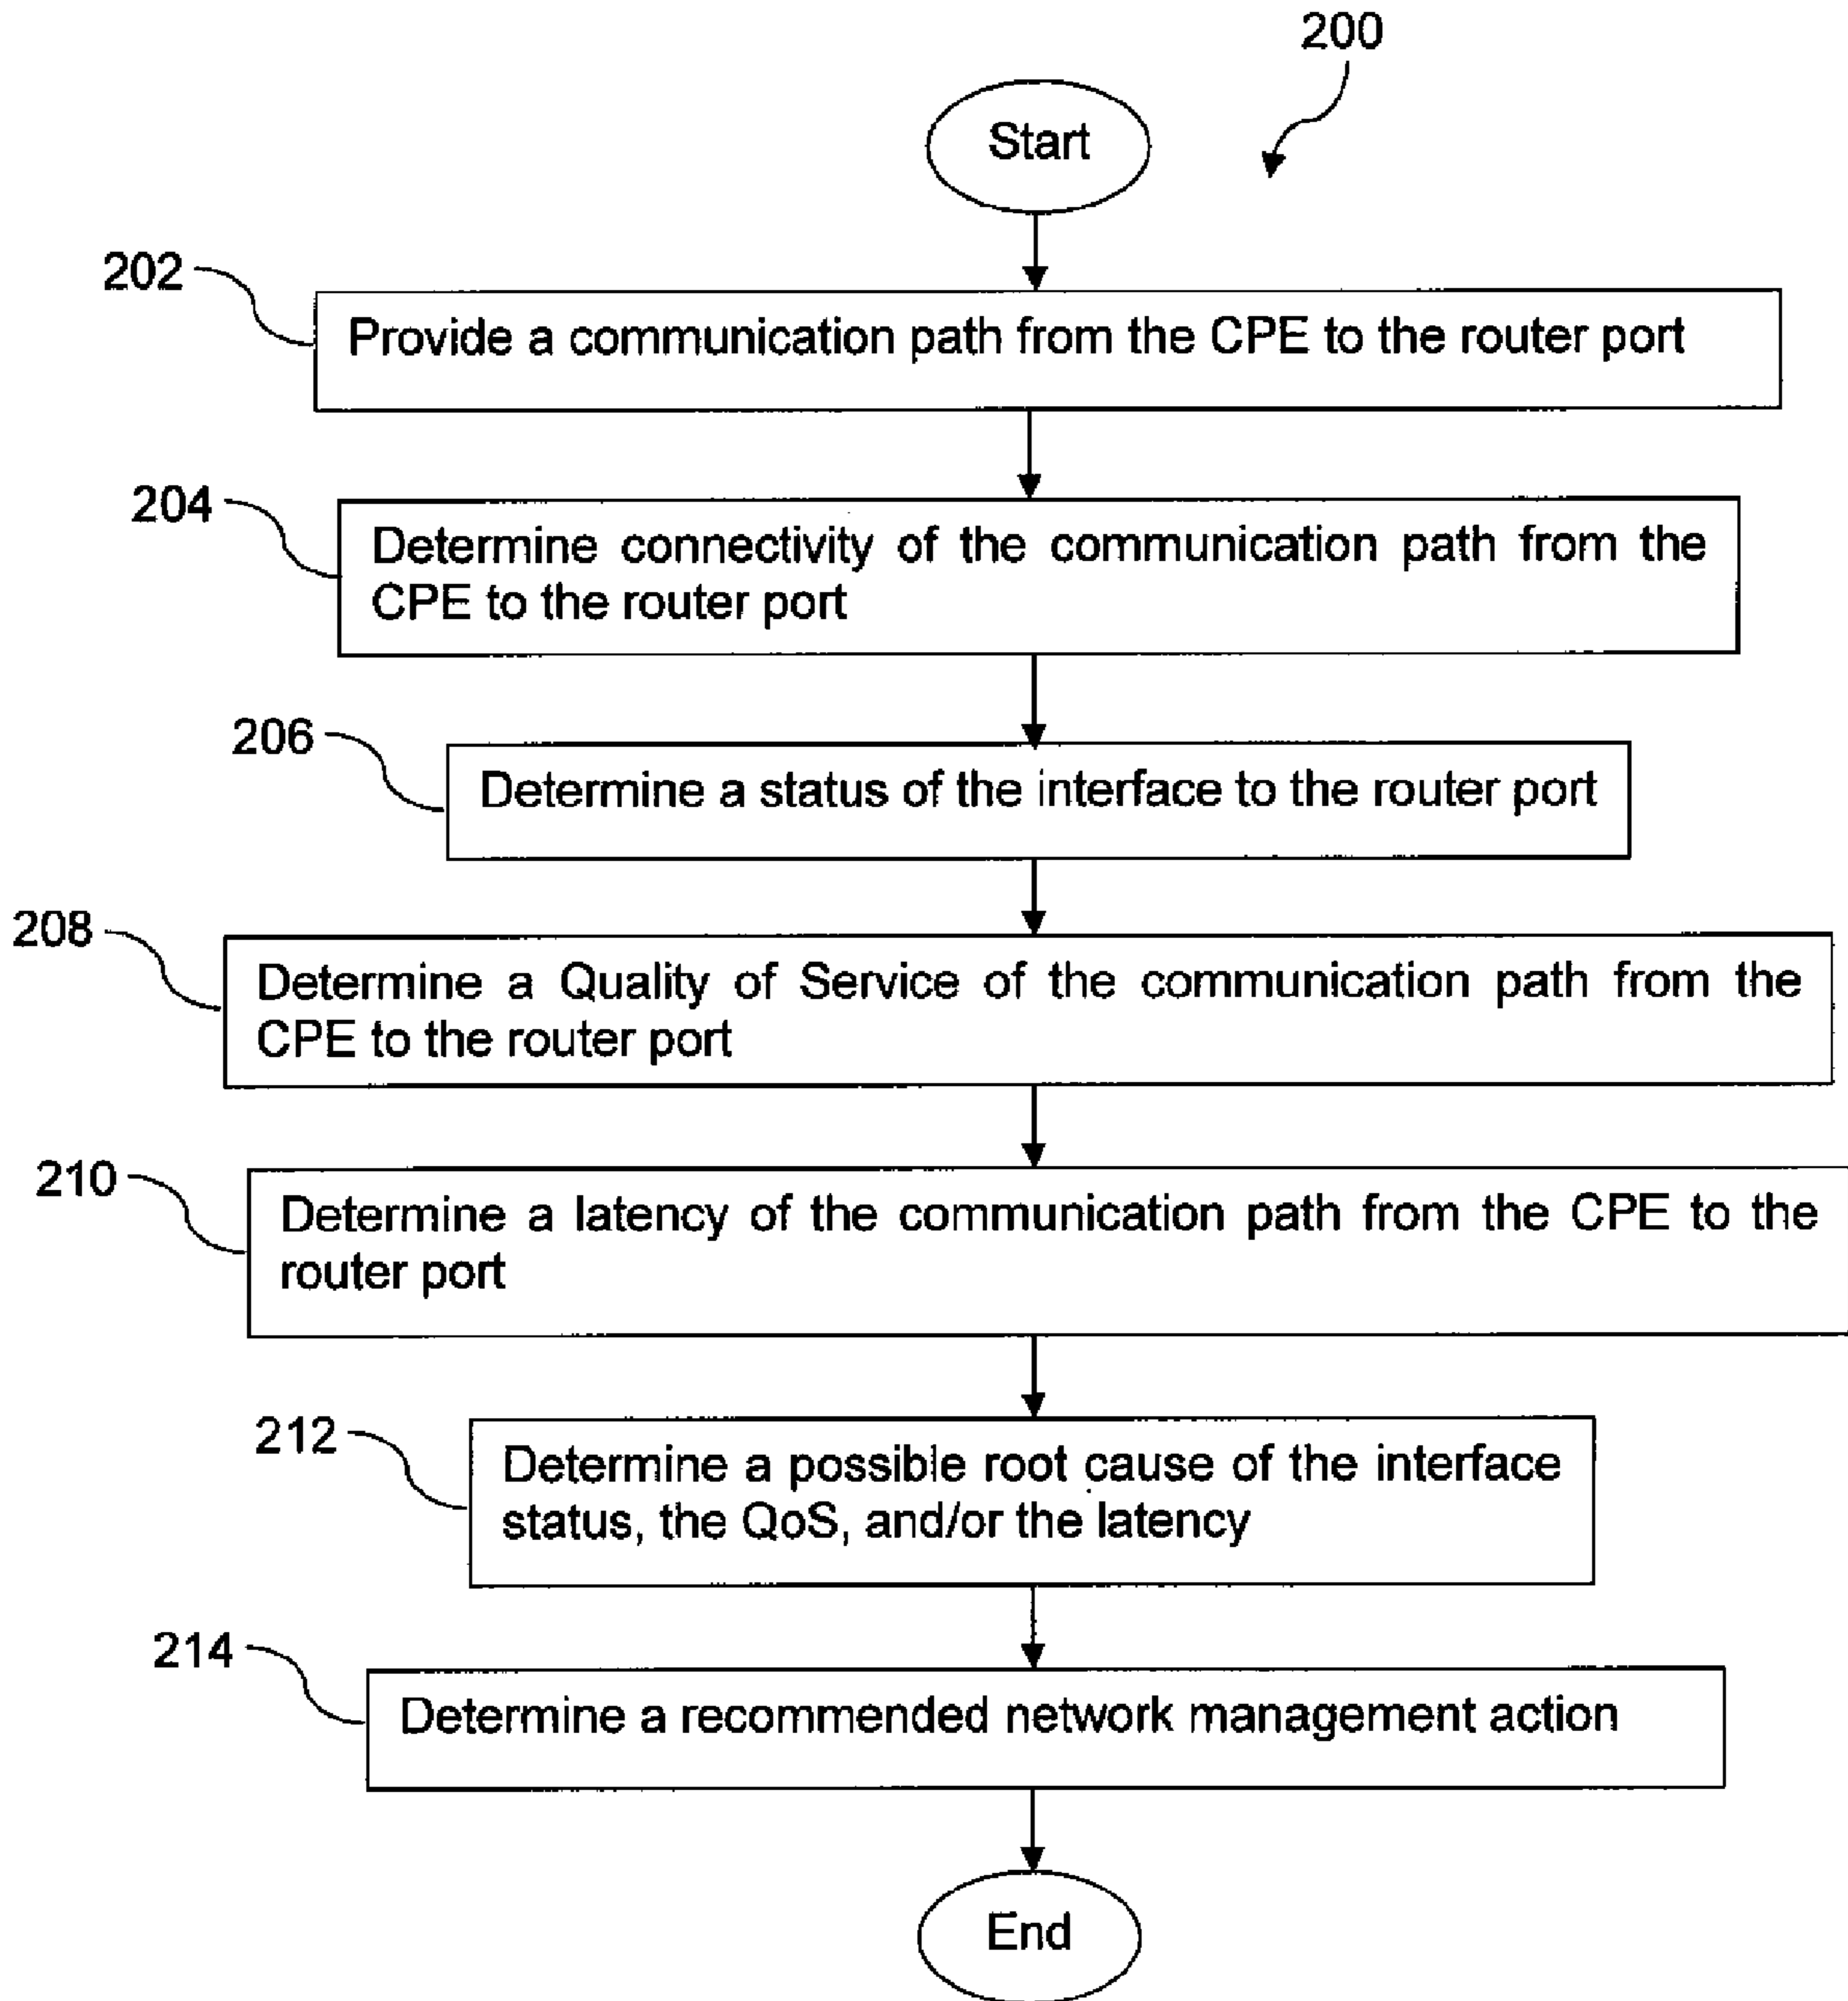 200
Start
202
Provide a communication path from the CPE to the router port
204
Determine connectivity of the communication path from the
CPE to the router port
206
Determine a status of the interface to the router port
208
Determine a Quality of Service of the communication path from the
CPE to the router port
210
Determine a latency of the communication path from the CPE to the
router port
212
Determine a possible root cause of the interface
status, the QoS, and/or the latency
214
Determine a recommended network management action
End